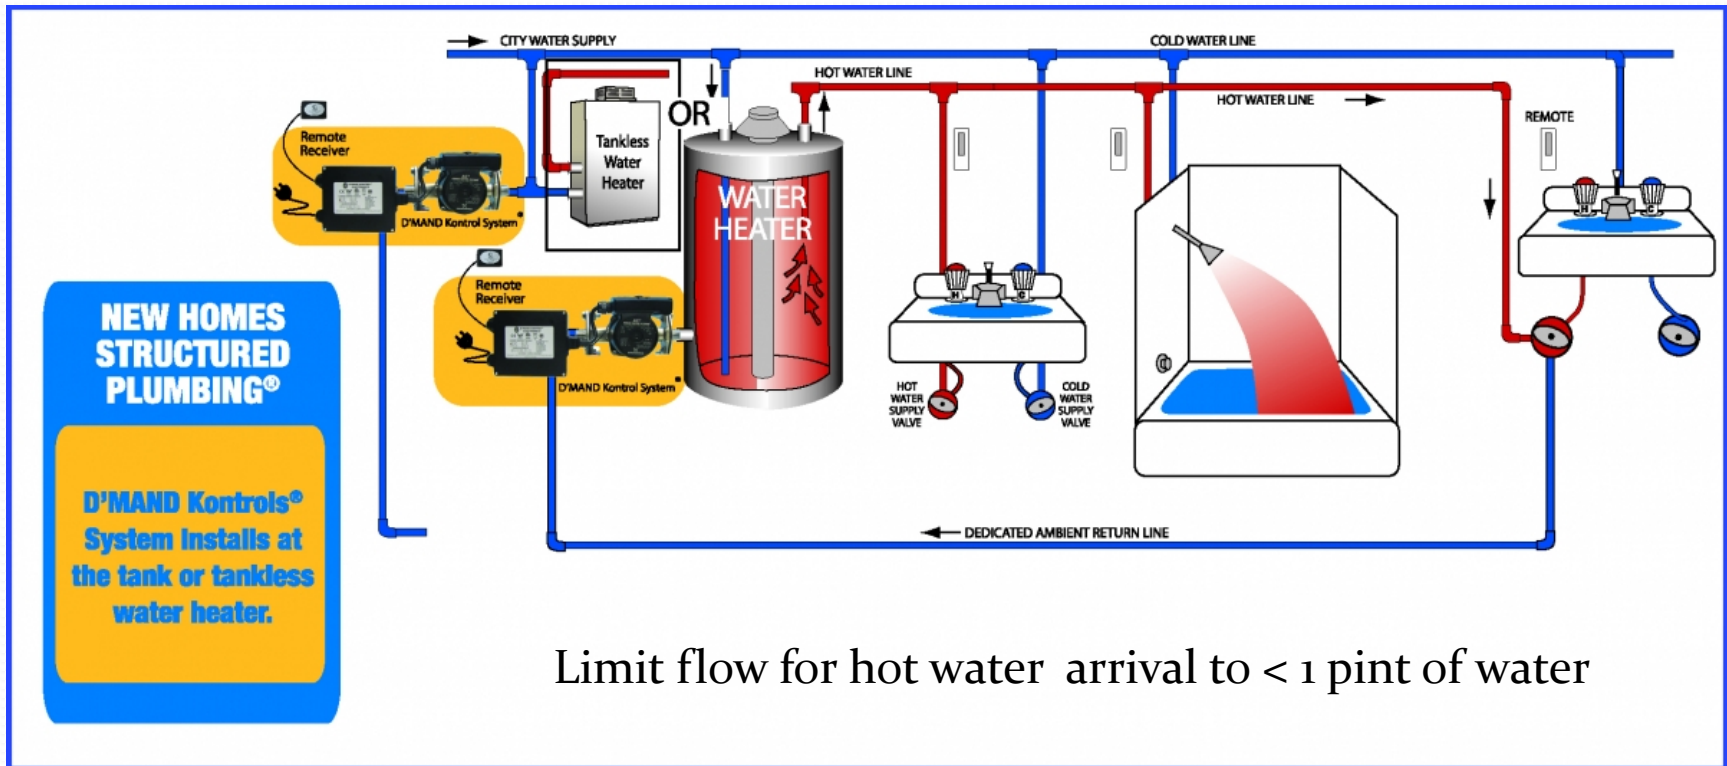 CITY WATER SUPPLY
COLD WATER LINE
HOT WATER LINE
HOT WATER LINE
OR
REMOTE
Remote
Receiver
D'MAND Kontrol System
Tankless
Water
Heater
WATER
HEATER
Remote
Receiver
D'MAND Kontrol System
H
C
H
C
HOT
WATER
SUPPLY
VALVE
COLD
WATER
SUPPLY
VALVE
DEDICATED AMBIENT RETURN LINE
NEW HOMES
STRUCTURED
PLUMBING®
D'MAND Kontrols®
System Installs at
the tank or tankless
water heater.
Limit flow for hot water arrival to < 1 pint of water